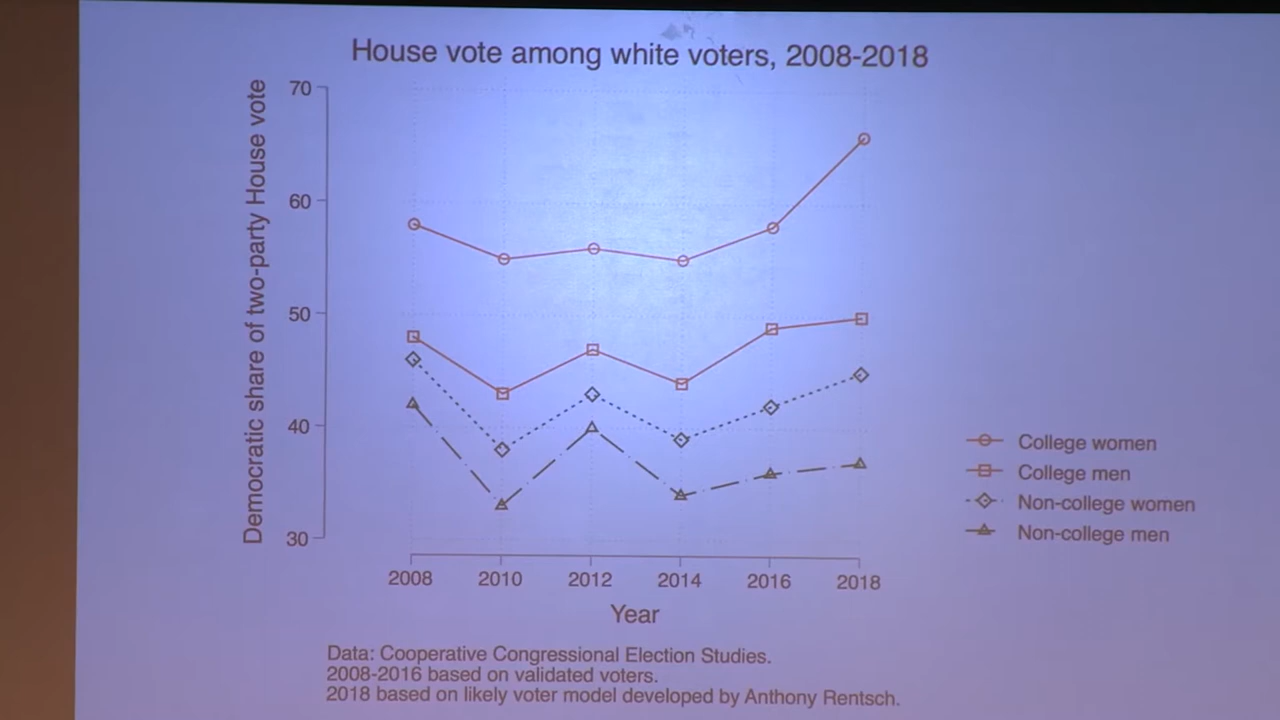 House vote among white voters, 2008-2018
Democratic share of two-party House vote
70
60
50
40
30
2008 2010 2012 2014 2016 2018
Year
College women
College men
Non-college women
Non-college men
Data: Cooperative Congressional Election Studies.
2008-2016 based on validated voters.
2018 based on likely voter model developed by Anthony Rentsch.